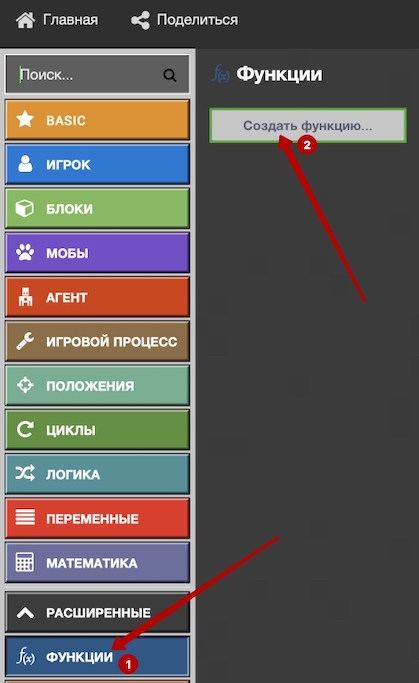 Главная Поделиться
Поиск...
f(x) Функции
Создать функцию...
2
BASIC
ИГРОК
БЛОКИ
МОБЫ
АГЕНТ
ИГРОВОЙ ПРОЦЕСС
ПОЛОЖЕНИЯ
ЦИКЛЫ
ЛОГИКА
ПЕРЕМЕННЫЕ
МАТЕМАТИКА
РАСШИРЕННЫЕ
f(x) ФУНКЦИИ
1